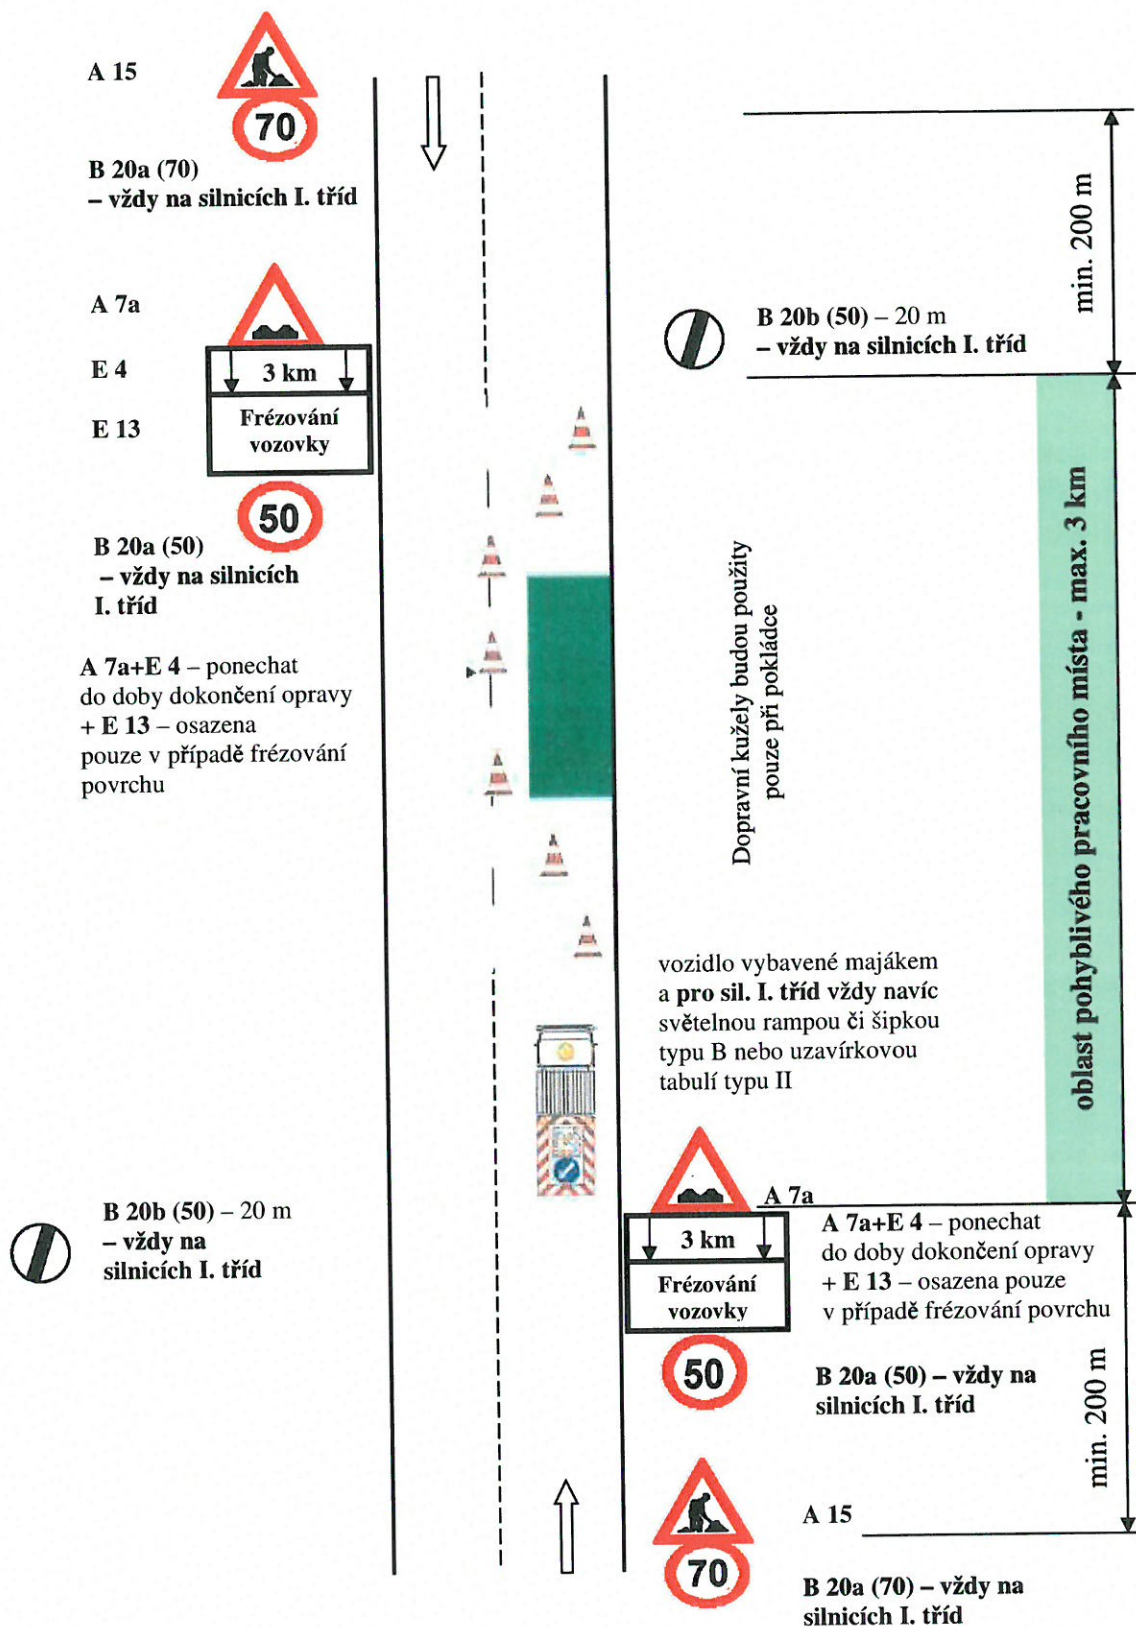 A 15
70
B 20a (70)
– vždy na silnicích I. tříd
A 7a
E 4
3 km
E 13
Frézování
vozovky
50
B 20a (50)
– vždy na silnicích
I. tříd
A 7a+E 4 – ponechat
do doby dokončení opravy
+ E 13 – osazena
pouze v případě frézování
povrchu
min. 200 m
B 20b (50) – 20 m
– vždy na silnicích I. tříd
Dopravní kužely budou použity
pouze při pokládce
oblast pohyblivého pracovního místa - max. 3 km
vozidlo vybavené majákem
a pro sil. I. tříd vždy navíc
světelnou rampou či šipkou
typu B nebo uzavírkovou
tabulí typu II
B 20b (50) – 20 m
– vždy na
silnicích I. tříd
A 7a
3 km
Frézování
vozovky
50
A 7a+E 4 – ponechat
do doby dokončení opravy
+ E 13 – osazena pouze
v případě frézování povrchu
B 20a (50) – vždy na
silnicích I. tříd
min. 200 m
A 15
70
B 20a (70) – vždy na
silnicích I. tříd